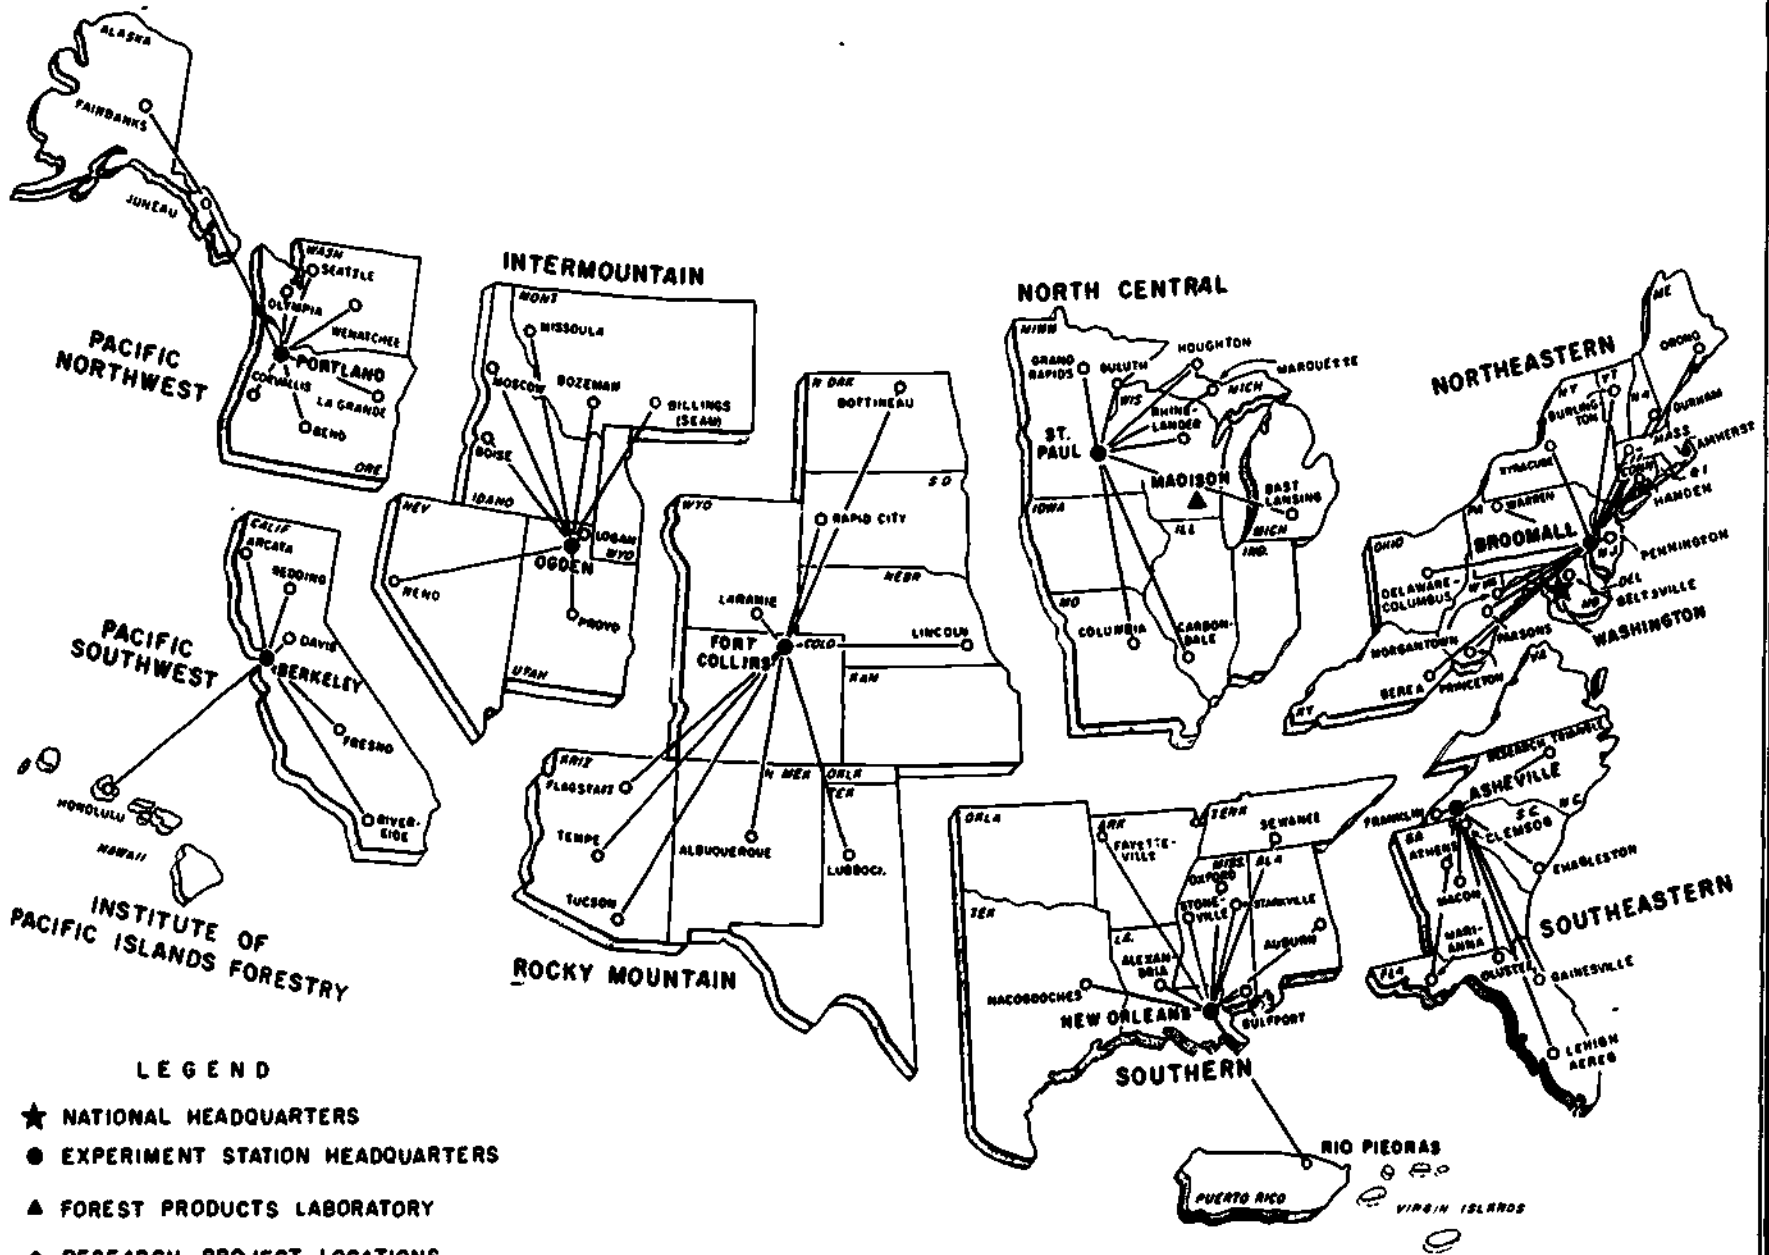 ALASKA
FAIRBANKS
JUNEAU
PACIFIC
NORTHWEST
WASH
SEATTLE
OLYMPIA
WENATCHEE
PORTLAND
CORVALLIS
LA GRANDE
BEND
ORE
INTERMOUNTAIN
MONT
MISSOULA
MOSCOW
BOZEMAN
BILLINGS
(SEAM)
BOISE
IDAHO
NEV
LOGAN
WYO
OGDEN
RENO
PROVO
UTAH
PACIFIC
SOUTHWEST
CALIF
ARCATA
REDDING
DAVIS
BERKELEY
FRESNO
RIVER-
SIDE
HONOLULU
HAWAII
INSTITUTE OF
PACIFIC ISLANDS FORESTRY
N DAK
BOTTINEAU
S D
WYO
RAPID CITY
NEBR
LARAMIE
FORT
COLLINS
COLO
LINCOLN
KAN
ARIZ
N MEX
OKLA
TEX
FLAGSTAFF
TEMPE
ALBUQUERQUE
LUBBOCK
TUCSON
ROCKY MOUNTAIN
NORTH CENTRAL
MINN
GRAND
RAPIDS
DULUTH
HOUGHTON
MARQUETTE
MICH
WIS
RHINE-
LANDER
ST.
PAUL
MADISON
EAST
LANSING
IOWA
ILL
MICH
IND.
MO
COLUMBIA
CARBON-
DALE
NORTHEASTERN
ME
ORONO
N Y
VT
N H
BURLING-
TON
DURHAM
MASS
AMHERST
SYRACUSE
CONN
R I
HAMDEN
PA
WARREN
BROOMALL
N J
PENNINGTON
OHIO
DELAWARE-
COLUMBUS
W VA
MD
DEL
BELTSVILLE
WASHINGTON
MORGANTOWN
PARSONS
BEREA
PRINCETON
KY
VA
RESEARCH TRIANGLE
ASHEVILLE
FRANKLIN
N.C.
S.C.
CLEMSON
GA
ATHENS
CHARLESTON
MACON
SOUTHEASTERN
MARI-
ANNA
FLA
OLUSTEE
GAINESVILLE
LEHIGH
ACRES
OKLA
ARK
TENN
FAYETTE-
VILLE
SEWANEE
MISS
ALA
OXFORD
STONE-
VILLE
STARKVILLE
TEX
LA.
AUBURN
ALEXAN-
DRIA
NACOGDOCHES
NEW ORLEANS
GULFPORT
SOUTHERN
RIO PIEDRAS
PUERTO RICO
VIRGIN ISLANDS
LEGEND
NATIONAL HEADQUARTERS
EXPERIMENT STATION HEADQUARTERS
FOREST PRODUCTS LABORATORY
RESEARCH PROJECT LOCATIONS